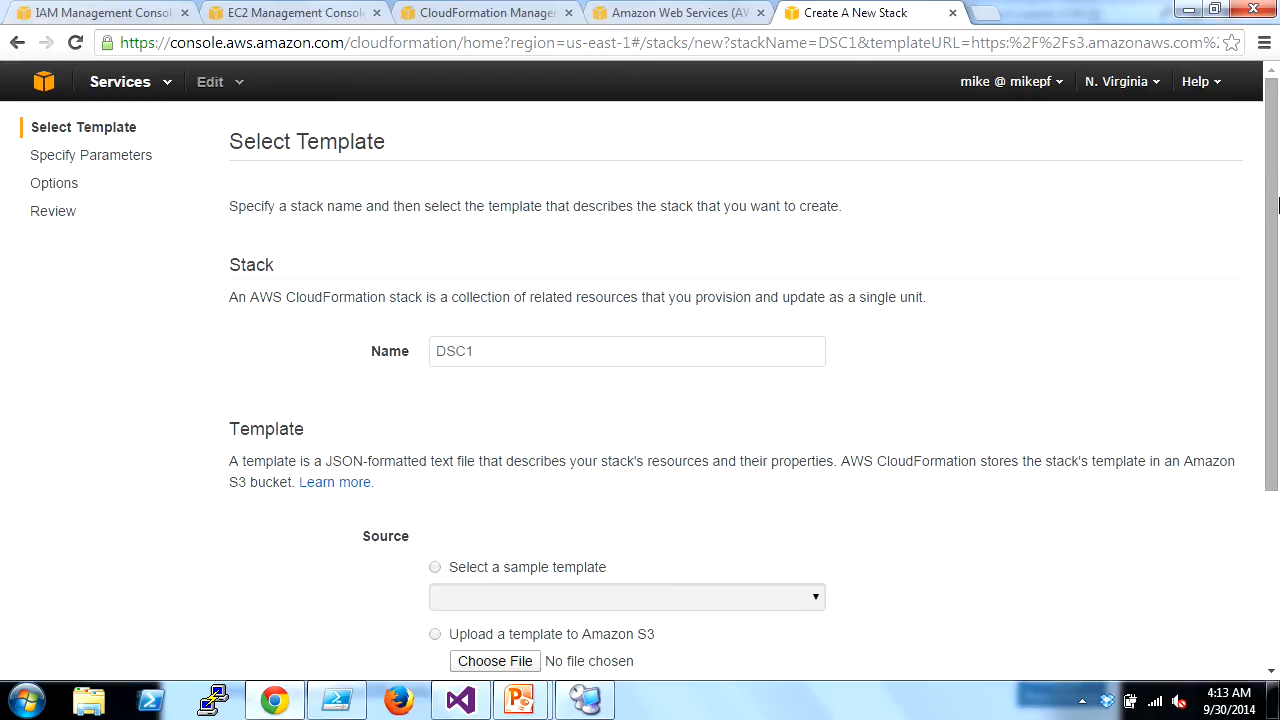 IAM Management Consol
EC2 Management Consol
CloudFormation Manage
Amazon Web Services (AW
Create A New Stack
https://console.aws.amazon.com/cloudformation/home?region=us-east-1#/stacks/new?stackName=DSC1&templateURL=https:%2F%2Fs3.amazonaws.com%2
Services
Edit
mike @ mikepf
N. Virginia
Help
Select Template
Specify Parameters
Options
Review
Select Template
Specify a stack name and then select the template that describes the stack that you want to create.
Stack
An AWS CloudFormation stack is a collection of related resources that you provision and update as a single unit.
Name
DSC1
Template
A template is a JSON-formatted text file that describes your stack's resources and their properties. AWS CloudFormation stores the stack's template in an Amazon
S3 bucket. Learn more.
Source
Select a sample template
Upload a template to Amazon S3
Choose File No file chosen
4:13 AM
9/30/2014